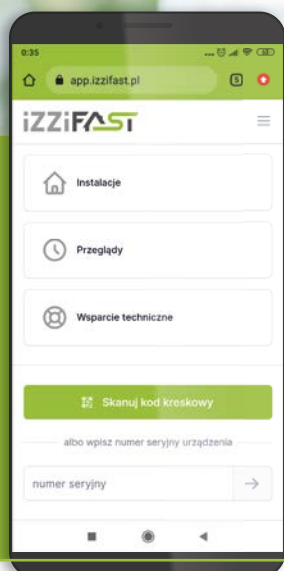 0:35
app.izzifast.pl
5
iZZiFAST
Instalacje
Przeglądy
Wsparcie techniczne
Skanuj kod kreskowy
albo wpisz numer seryjny urządzenia
numer seryjny